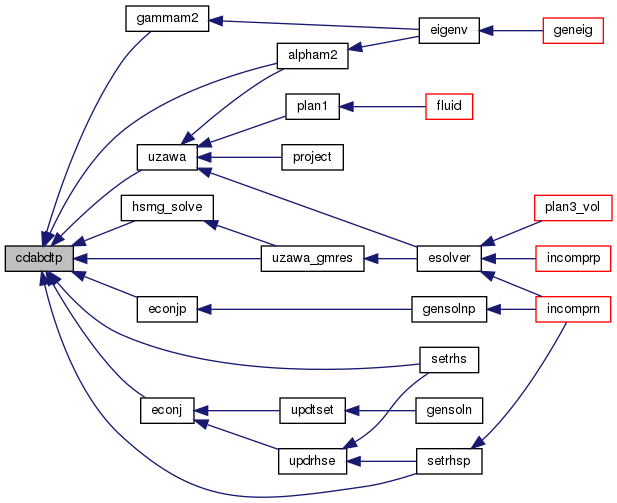 gammam2
eigenv
geneig
alpham2
plan1
fluid
uzawa
project
hsmg_solve
plan3_vol
cdabdtp
uzawa_gmres
esolver
incomprp
econjp
gensolnp
incomprn
setrhs
econj
updtset
gensoln
updrhse
setrhsp